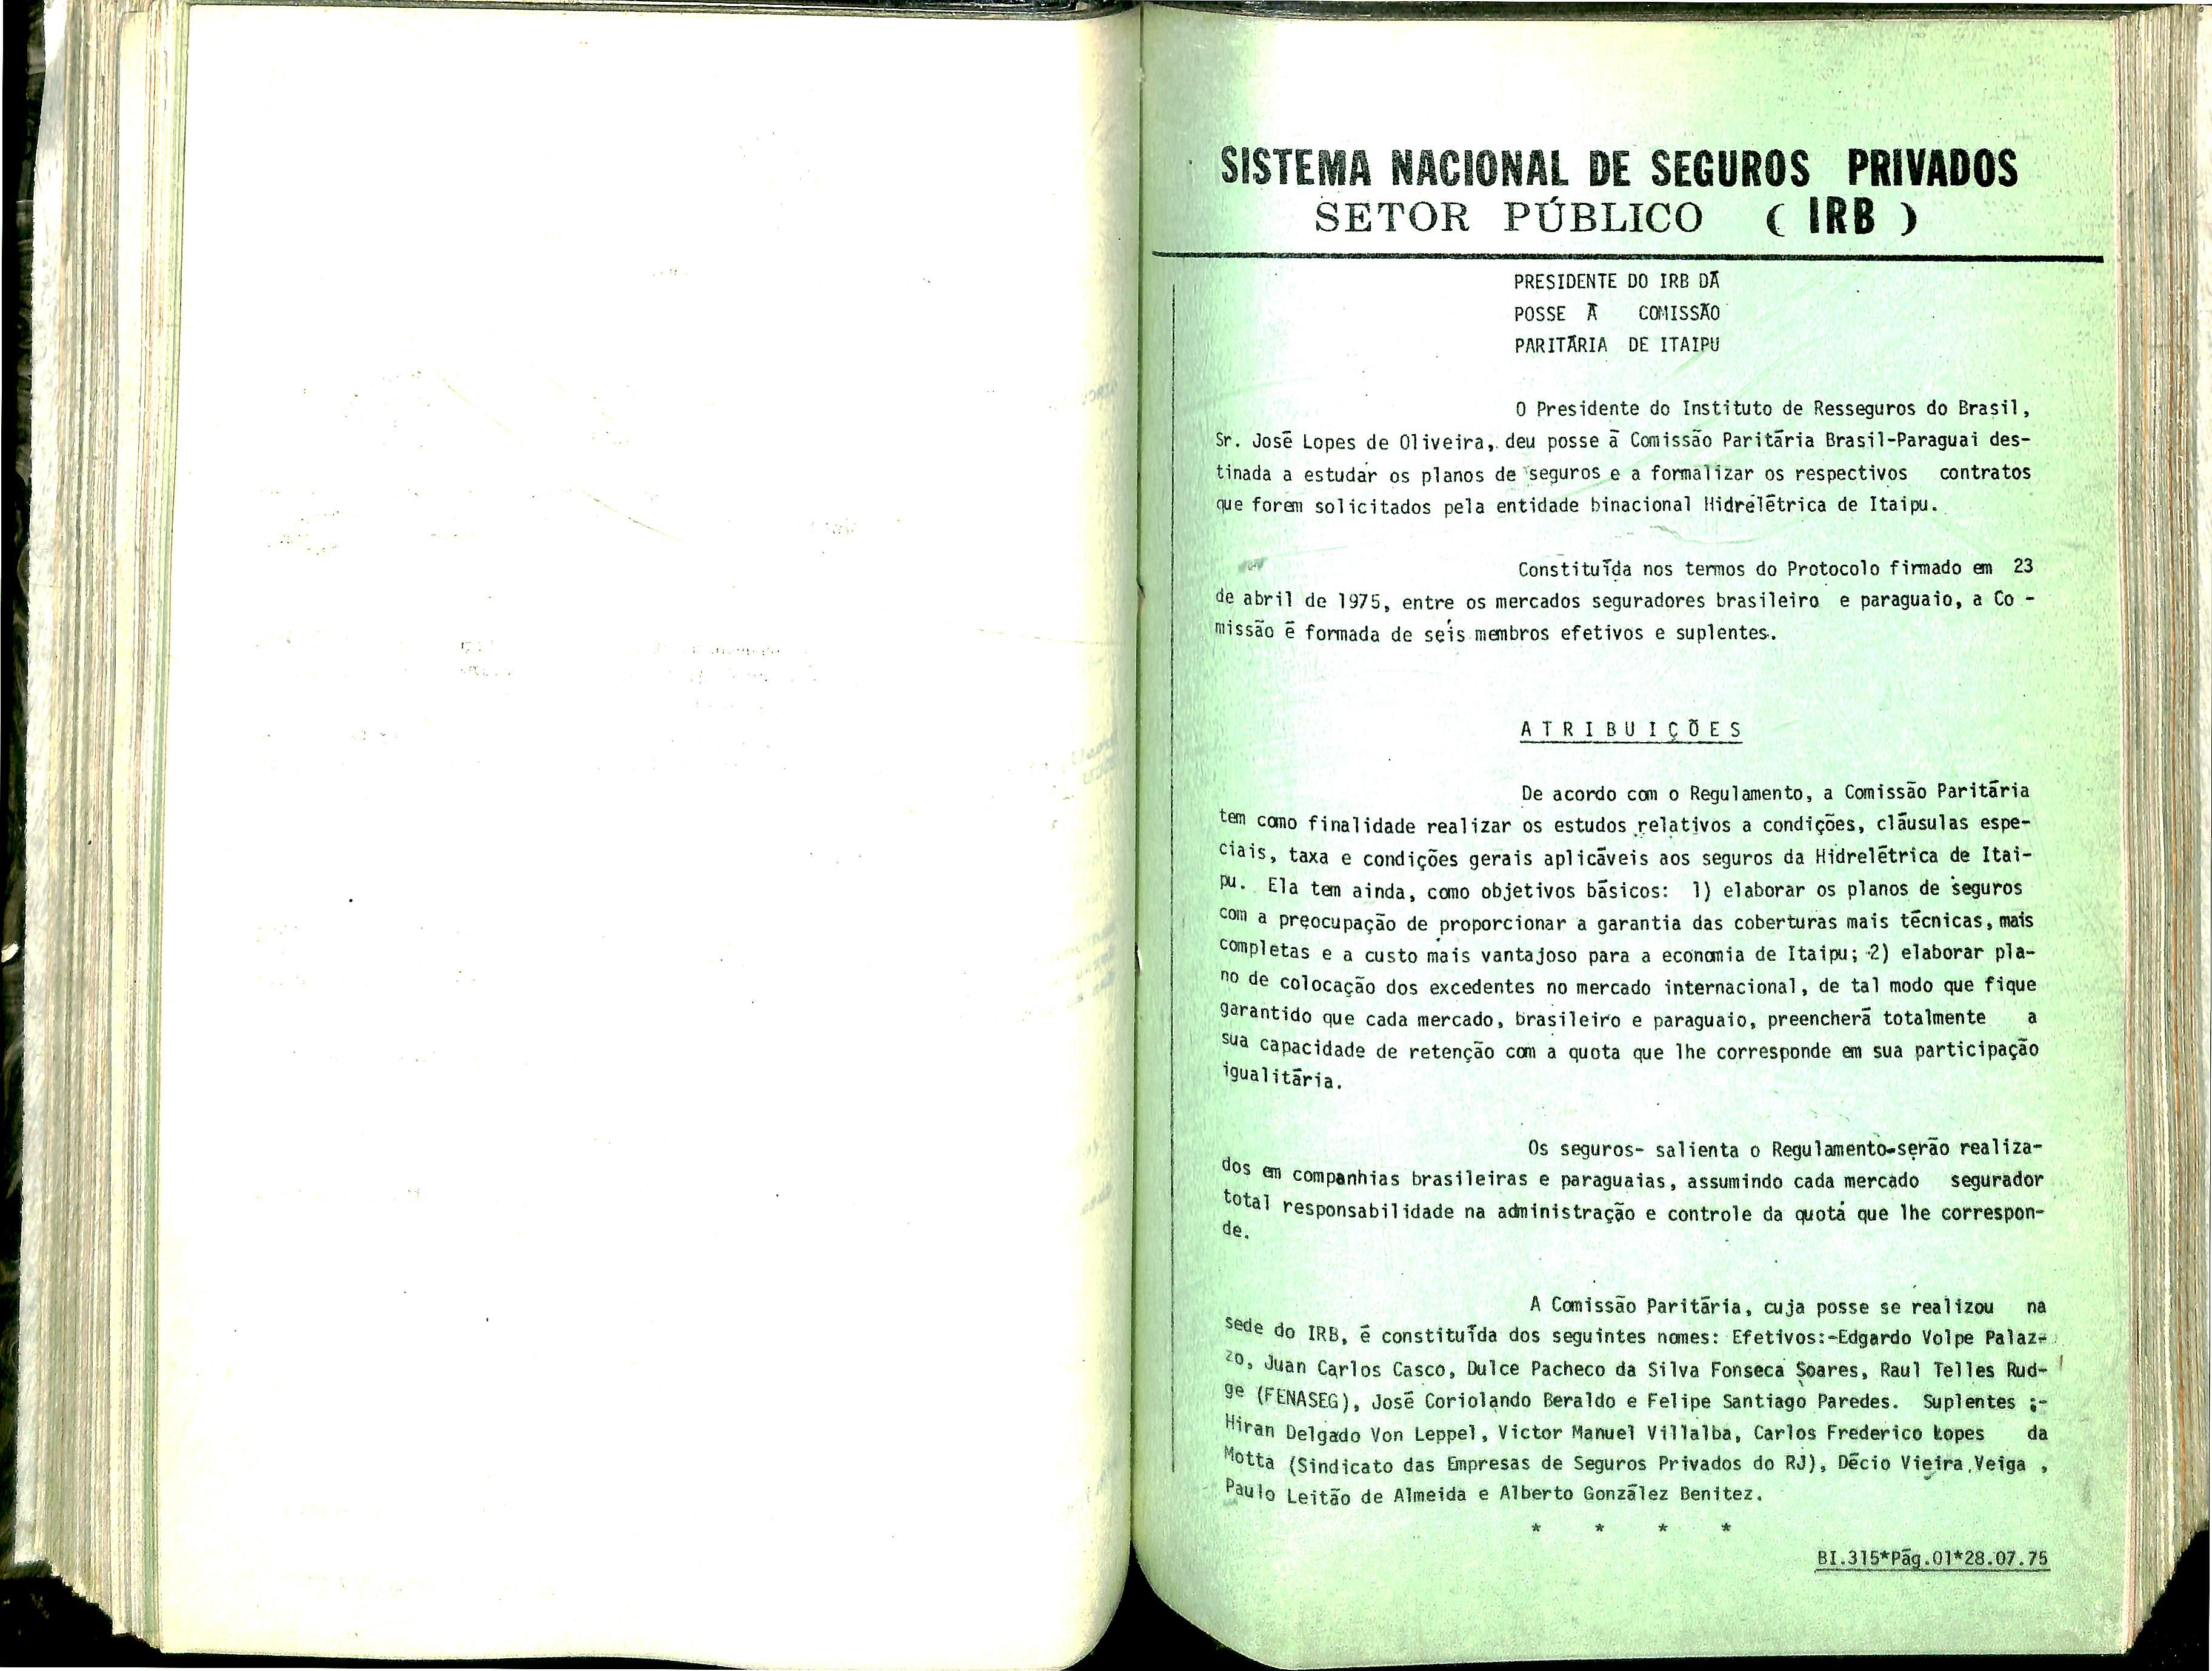 SISTEMA NACIONAL DE SEGUROS PRIVADOS
SETOR PÚBLICO ( IRB )
PRESIDENTE DO IRB DÁ
POSSE À COMISSÃO
PARITÁRIA DE ITAIPU
O Presidente do Instituto de Resseguros do Brasil,
Sr. José Lopes de Oliveira, deu posse à Comissão Paritária Brasil-Paraguai des-
tinada a estudar os planos de seguros e a formalizar os respectivos contratos
que forem solicitados pela entidade binacional Hidrelétrica de Itaipu.
Constituída nos termos do Protocolo firmado em 23
de abril de 1975, entre os mercados seguradores brasileiro e paraguaio, a Co -
missão é formada de seis membros efetivos e suplentes.
A T R I B U I Ç Õ E S
De acordo com o Regulamento, a Comissão Paritária
tem como finalidade realizar os estudos relativos a condições, cláusulas espe-
ciais, taxa e condições gerais aplicáveis aos seguros da Hidrelétrica de Itai-
pu. Ela tem ainda, como objetivos básicos: 1) elaborar os planos de seguros
com a preocupação de proporcionar a garantia das coberturas mais técnicas, mais
completas e a custo mais vantajoso para a economia de Itaipu; 2) elaborar pla-
no de colocação dos excedentes no mercado internacional, de tal modo que fique
garantido que cada mercado, brasileiro e paraguaio, preencherá totalmente a
sua capacidade de retenção com a quota que lhe corresponde em sua participação
igualitária.
Os seguros- salienta o Regulamento-serão realiza-
dos em companhias brasileiras e paraguaias, assumindo cada mercado segurador
total responsabilidade na administração e controle da quota que lhe correspon-
de.
A Comissão Paritária, cuja posse se realizou na
sede do IRB, é constituída dos seguintes nomes: Efetivos:-Edgardo Volpe Palaz-
zo, Juan Carlos Casco, Dulce Pacheco da Silva Fonseca Soares, Raul Telles Rud-
ge (FENASEG), José Coriolando Beraldo e Felipe Santiago Paredes. Suplentes :-
Hiran Delgado Von Leppel, Victor Manuel Villalba, Carlos Frederico Lopes da
Motta (Sindicato das Empresas de Seguros Privados do RJ), Décio Vieira Veiga ,
Paulo Leitão de Almeida e Alberto González Benitez.
* * * *
BI.315*Pág.01*28.07.75